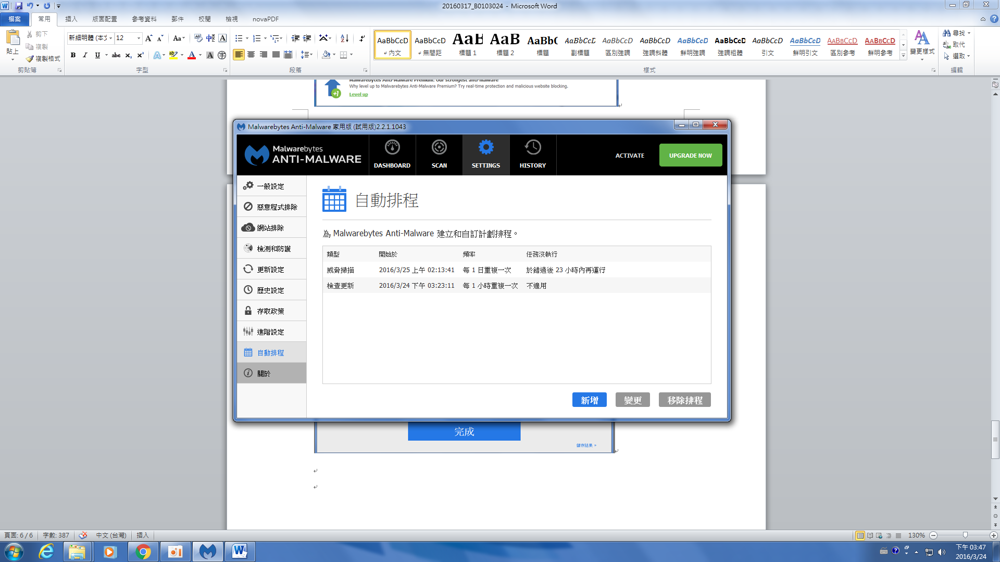 20160317_B0103024 - Microsoft Word
檔案 常用 插入 版面配置 參考資料 郵件 校閱 檢視 novaPDF
貼上 剪下 複製 複製格式 剪貼簿
新細明體 (本文 12
B I U abc x₂ x² 字型
段落
AaBbCcD AaBbCcD AaB AaB AaBbC AaBbCcD AaBbCcD AaBbCcD AaBbCcD AaBbCcD AaBbCcD AaBbCcD AaBbCcD AaBbCcD
內文 無間距 標題 1 標題 2 標題 副標題 區別強調 強調斜體 鮮明強調 強調粗體 引文 鮮明引文 區別參考 鮮明參考
樣式
變更樣式
尋找
取代
選取
編輯
Malwarebytes Anti-Malware Premium: Our strongest anti-malware
Why level up to Malwarebytes Anti-Malware Premium? Try real-time protection and malicious website blocking.
Level up
Malwarebytes Anti-Malware 家用版 (試用版)2.2.1.1043
Malwarebytes
ANTI-MALWARE
DASHBOARD SCAN SETTINGS HISTORY
ACTIVATE
UPGRADE NOW
一般設定
惡意程式排除
網站排除
檢測和防護
更新設定
歷史設定
存取政策
進階設定
自動排程
關於
自動排程
為 Malwarebytes Anti-Malware 建立和自訂計劃排程。
類型 開始於 頻率 任務沒執行
威脅掃描 2016/3/25 上午 02:13:41 每 1 日重複一次 於錯過後 23 小時內再運行
檢查更新 2016/3/24 下午 03:23:11 每 1 小時重複一次 不適用
新增 變更 移除排程
完成
儲存結果 »
頁面: 6 / 6 字數: 387 中文 (台灣) 插入 130%
下午 03:47
2016/3/24